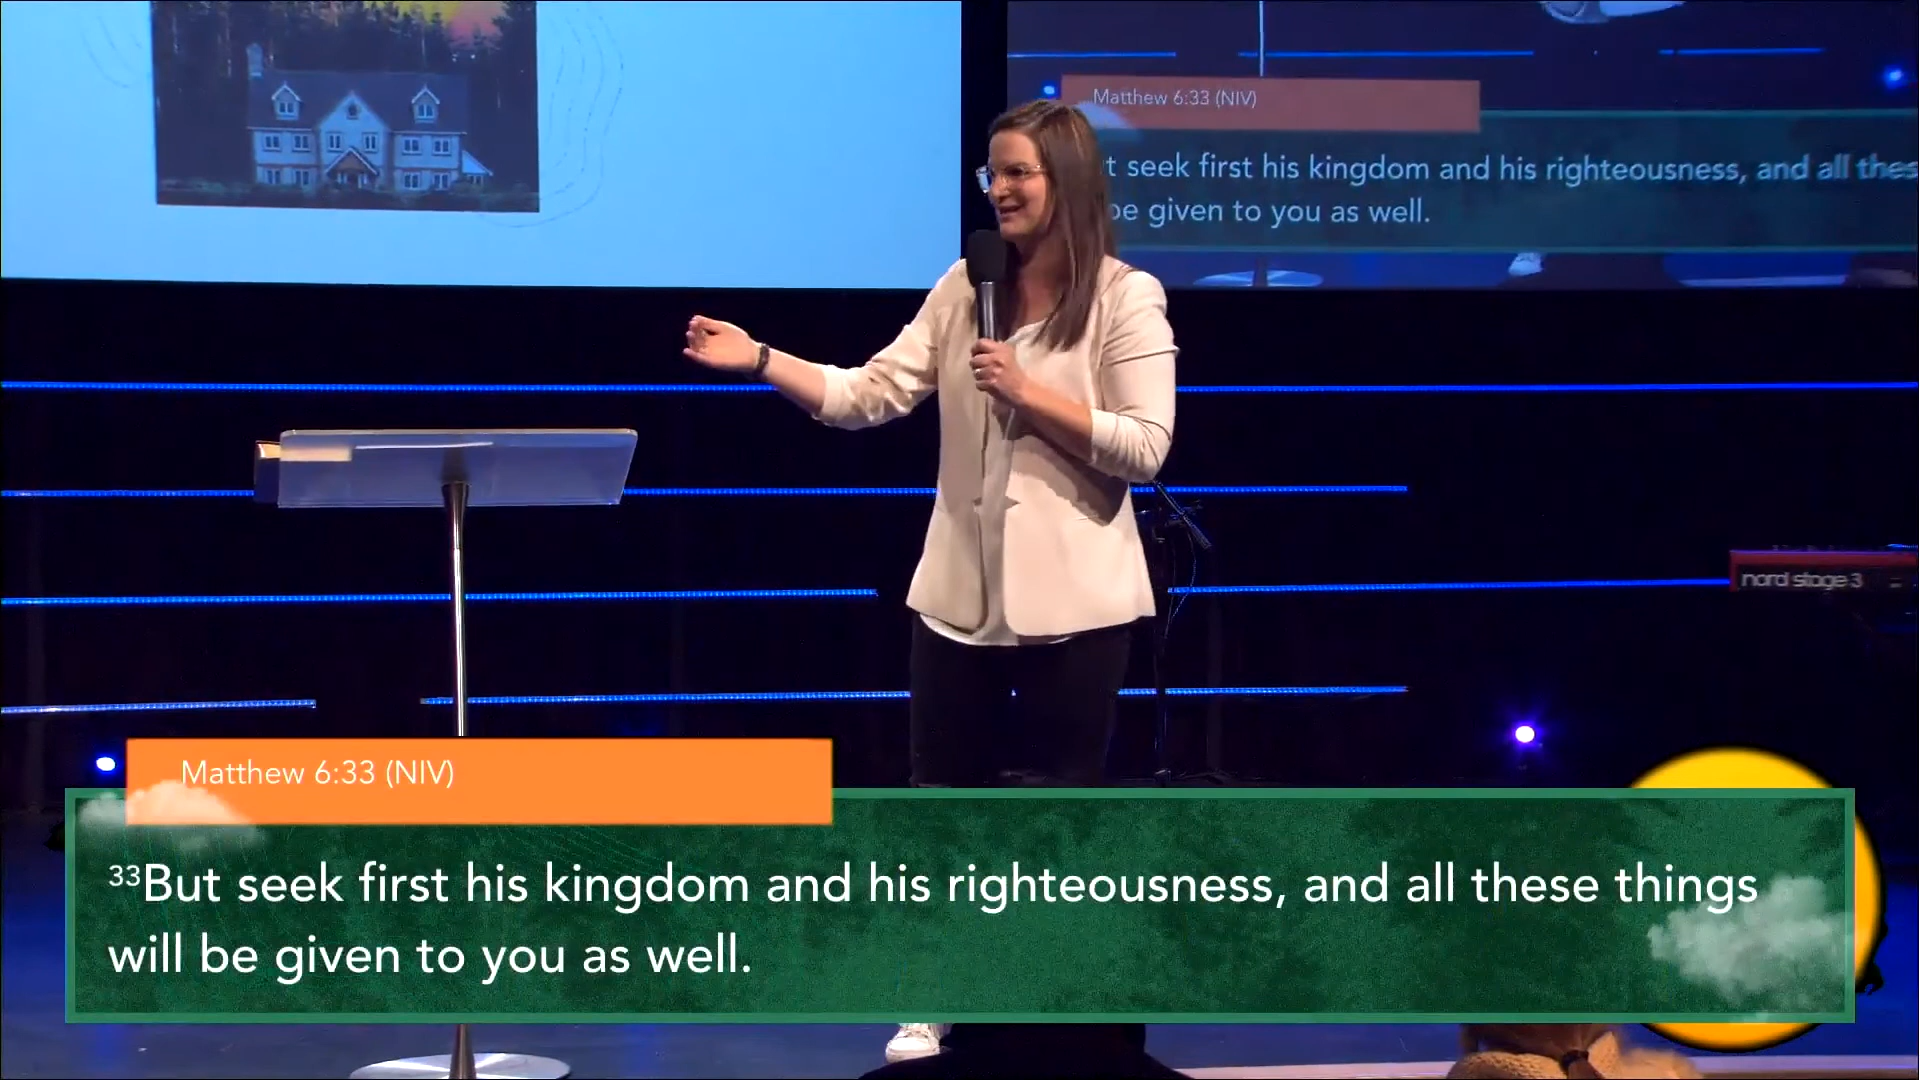 Matthew 6:33 (NIV)
t seek first his kingdom and his righteousness, and all thes
be given to you as well.
nord stage 3
Matthew 6:33 (NIV)
33But seek first his kingdom and his righteousness, and all these things
will be given to you as well.